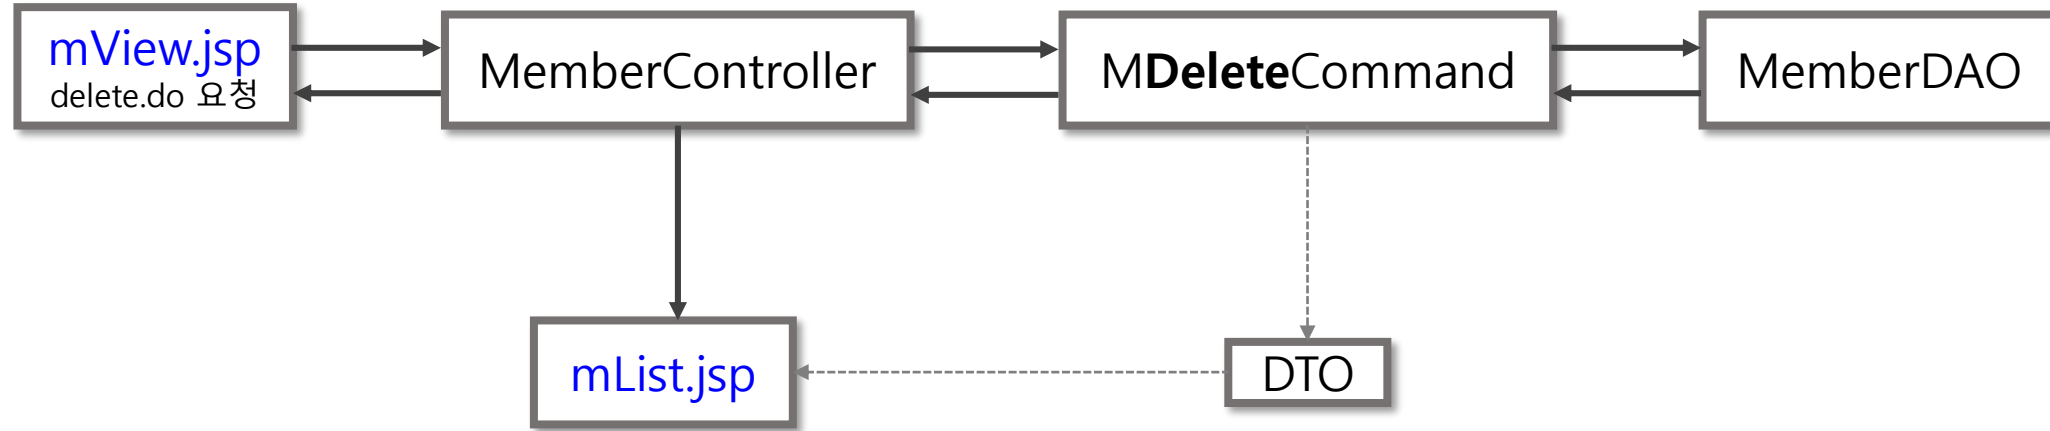 mView.jsp
delete.do 요청
MemberController
MDeleteCommand
MemberDAO
mList.jsp
DTO